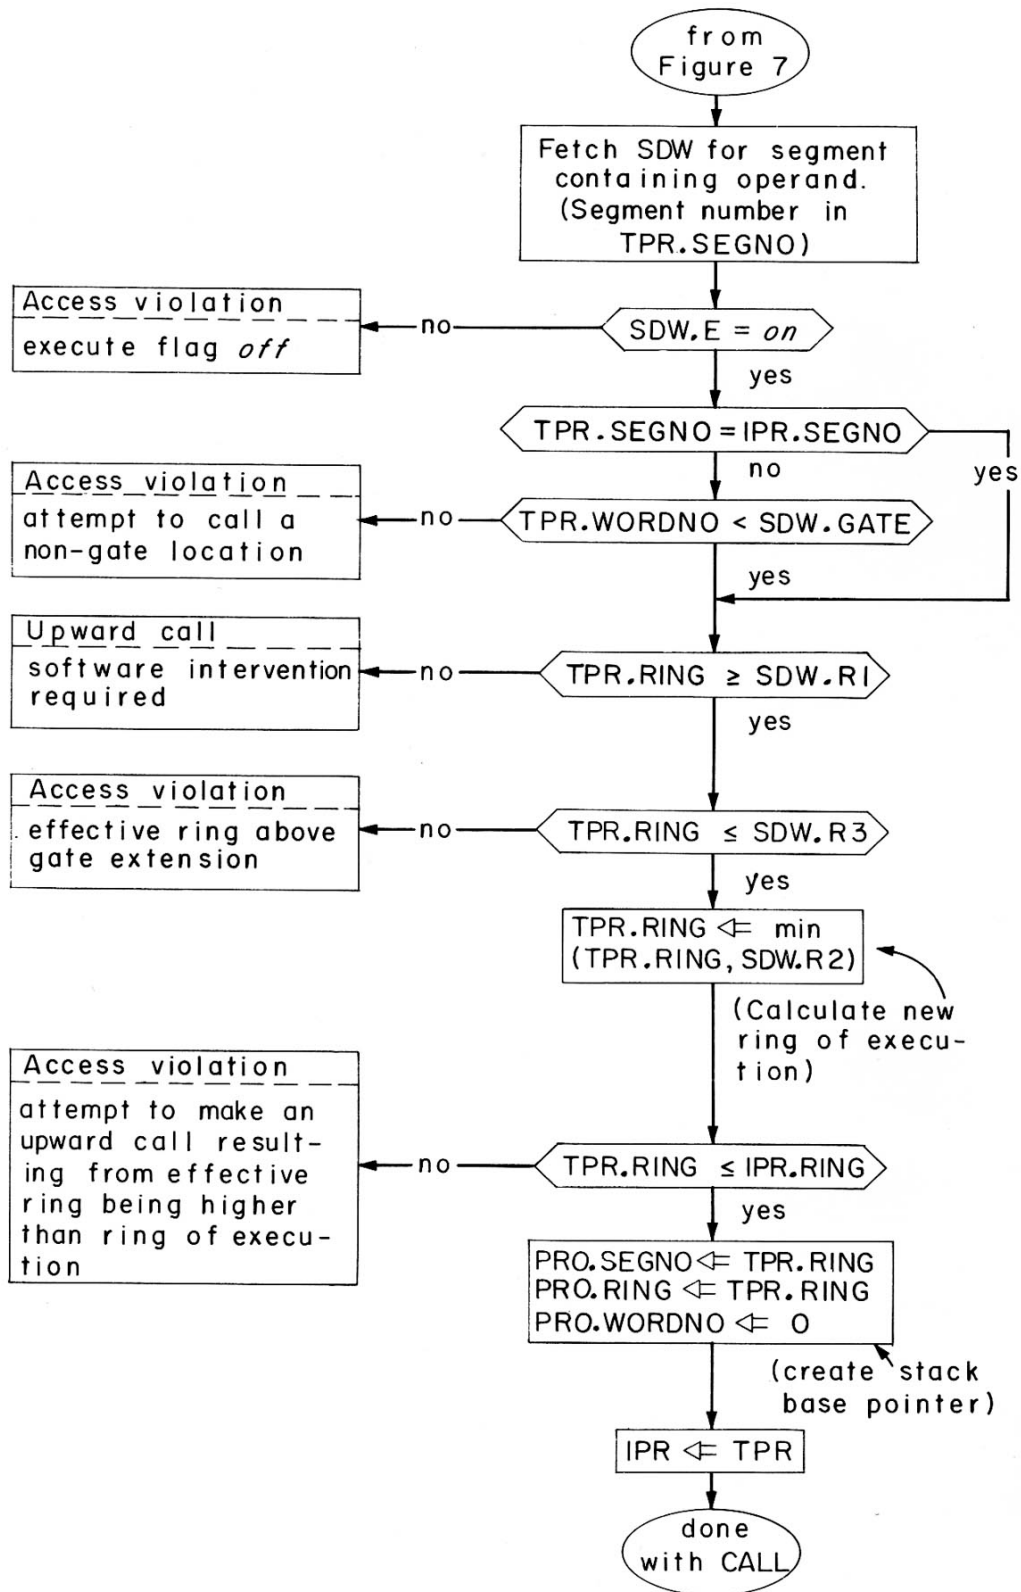 from
Figure 7
Fetch SDW for segment
containing operand.
(Segment number in
TPR.SEGNO)
SDW.E = on
no
Access violation
execute flag off
yes
TPR.SEGNO = IPR.SEGNO
yes
no
TPR.WORDNO < SDW.GATE
no
Access violation
attempt to call a
non-gate location
yes
TPR.RING ≥ SDW.R1
no
Upward call
software intervention
required
yes
TPR.RING ≤ SDW.R3
no
Access violation
effective ring above
gate extension
yes
TPR.RING ⇐ min
(TPR.RING, SDW.R2)
(Calculate new
ring of execu-
tion)
TPR.RING ≤ IPR.RING
no
Access violation
attempt to make an
upward call result-
ing from effective
ring being higher
than ring of execu-
tion
yes
PRO.SEGNO ⇐ TPR.RING
PRO.RING ⇐ TPR.RING
PRO.WORDNO ⇐ 0
(create stack
base pointer)
IPR ⇐ TPR
done
with CALL